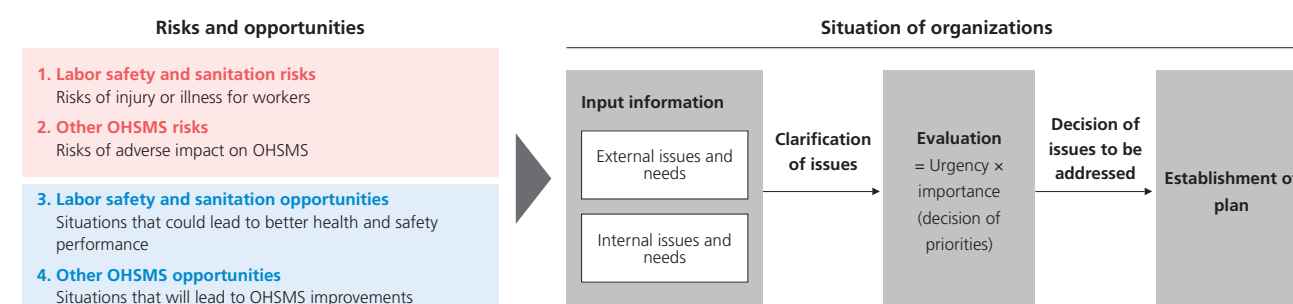 Risks and opportunities
1. Labor safety and sanitation risks
Risks of injury or illness for workers
2. Other OHSMS risks
Risks of adverse impact on OHSMS
3. Labor safety and sanitation opportunities
Situations that could lead to better health and safety
performance
4. Other OHSMS opportunities
Situations that will lead to OHSMS improvements
Situation of organizations
Input information
External issues and
needs
Internal issues and
needs
Clarification
of issues
Evaluation
= Urgency ×
importance
(decision of
priorities)
Decision of
issues to be
addressed
Establishment of
plan